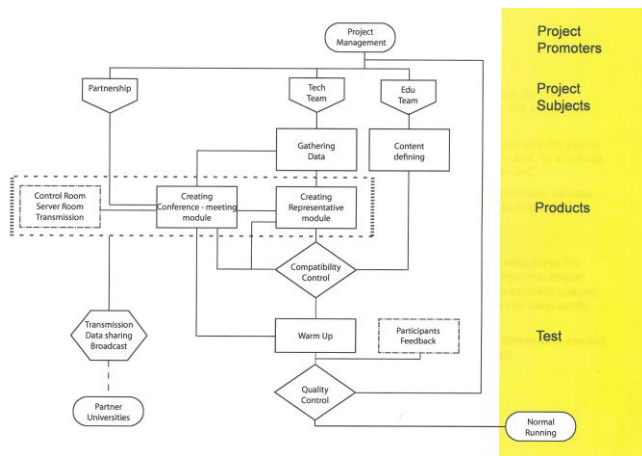 Project
Management
Project
Promoters
Partnership
Tech
Team
Edu
Team
Project
Subjects
Gathering
Data
Content
defining
Control Room
Server Room
Transmission
Creating
Conference - meeting
module
Creating
Representative
module
Products
Compatibility
Control
Transmission
Data sharing
Broadcast
Warm Up
Participants
Feedback
Test
Partner
Universities
Quality
Control
Normal
Running